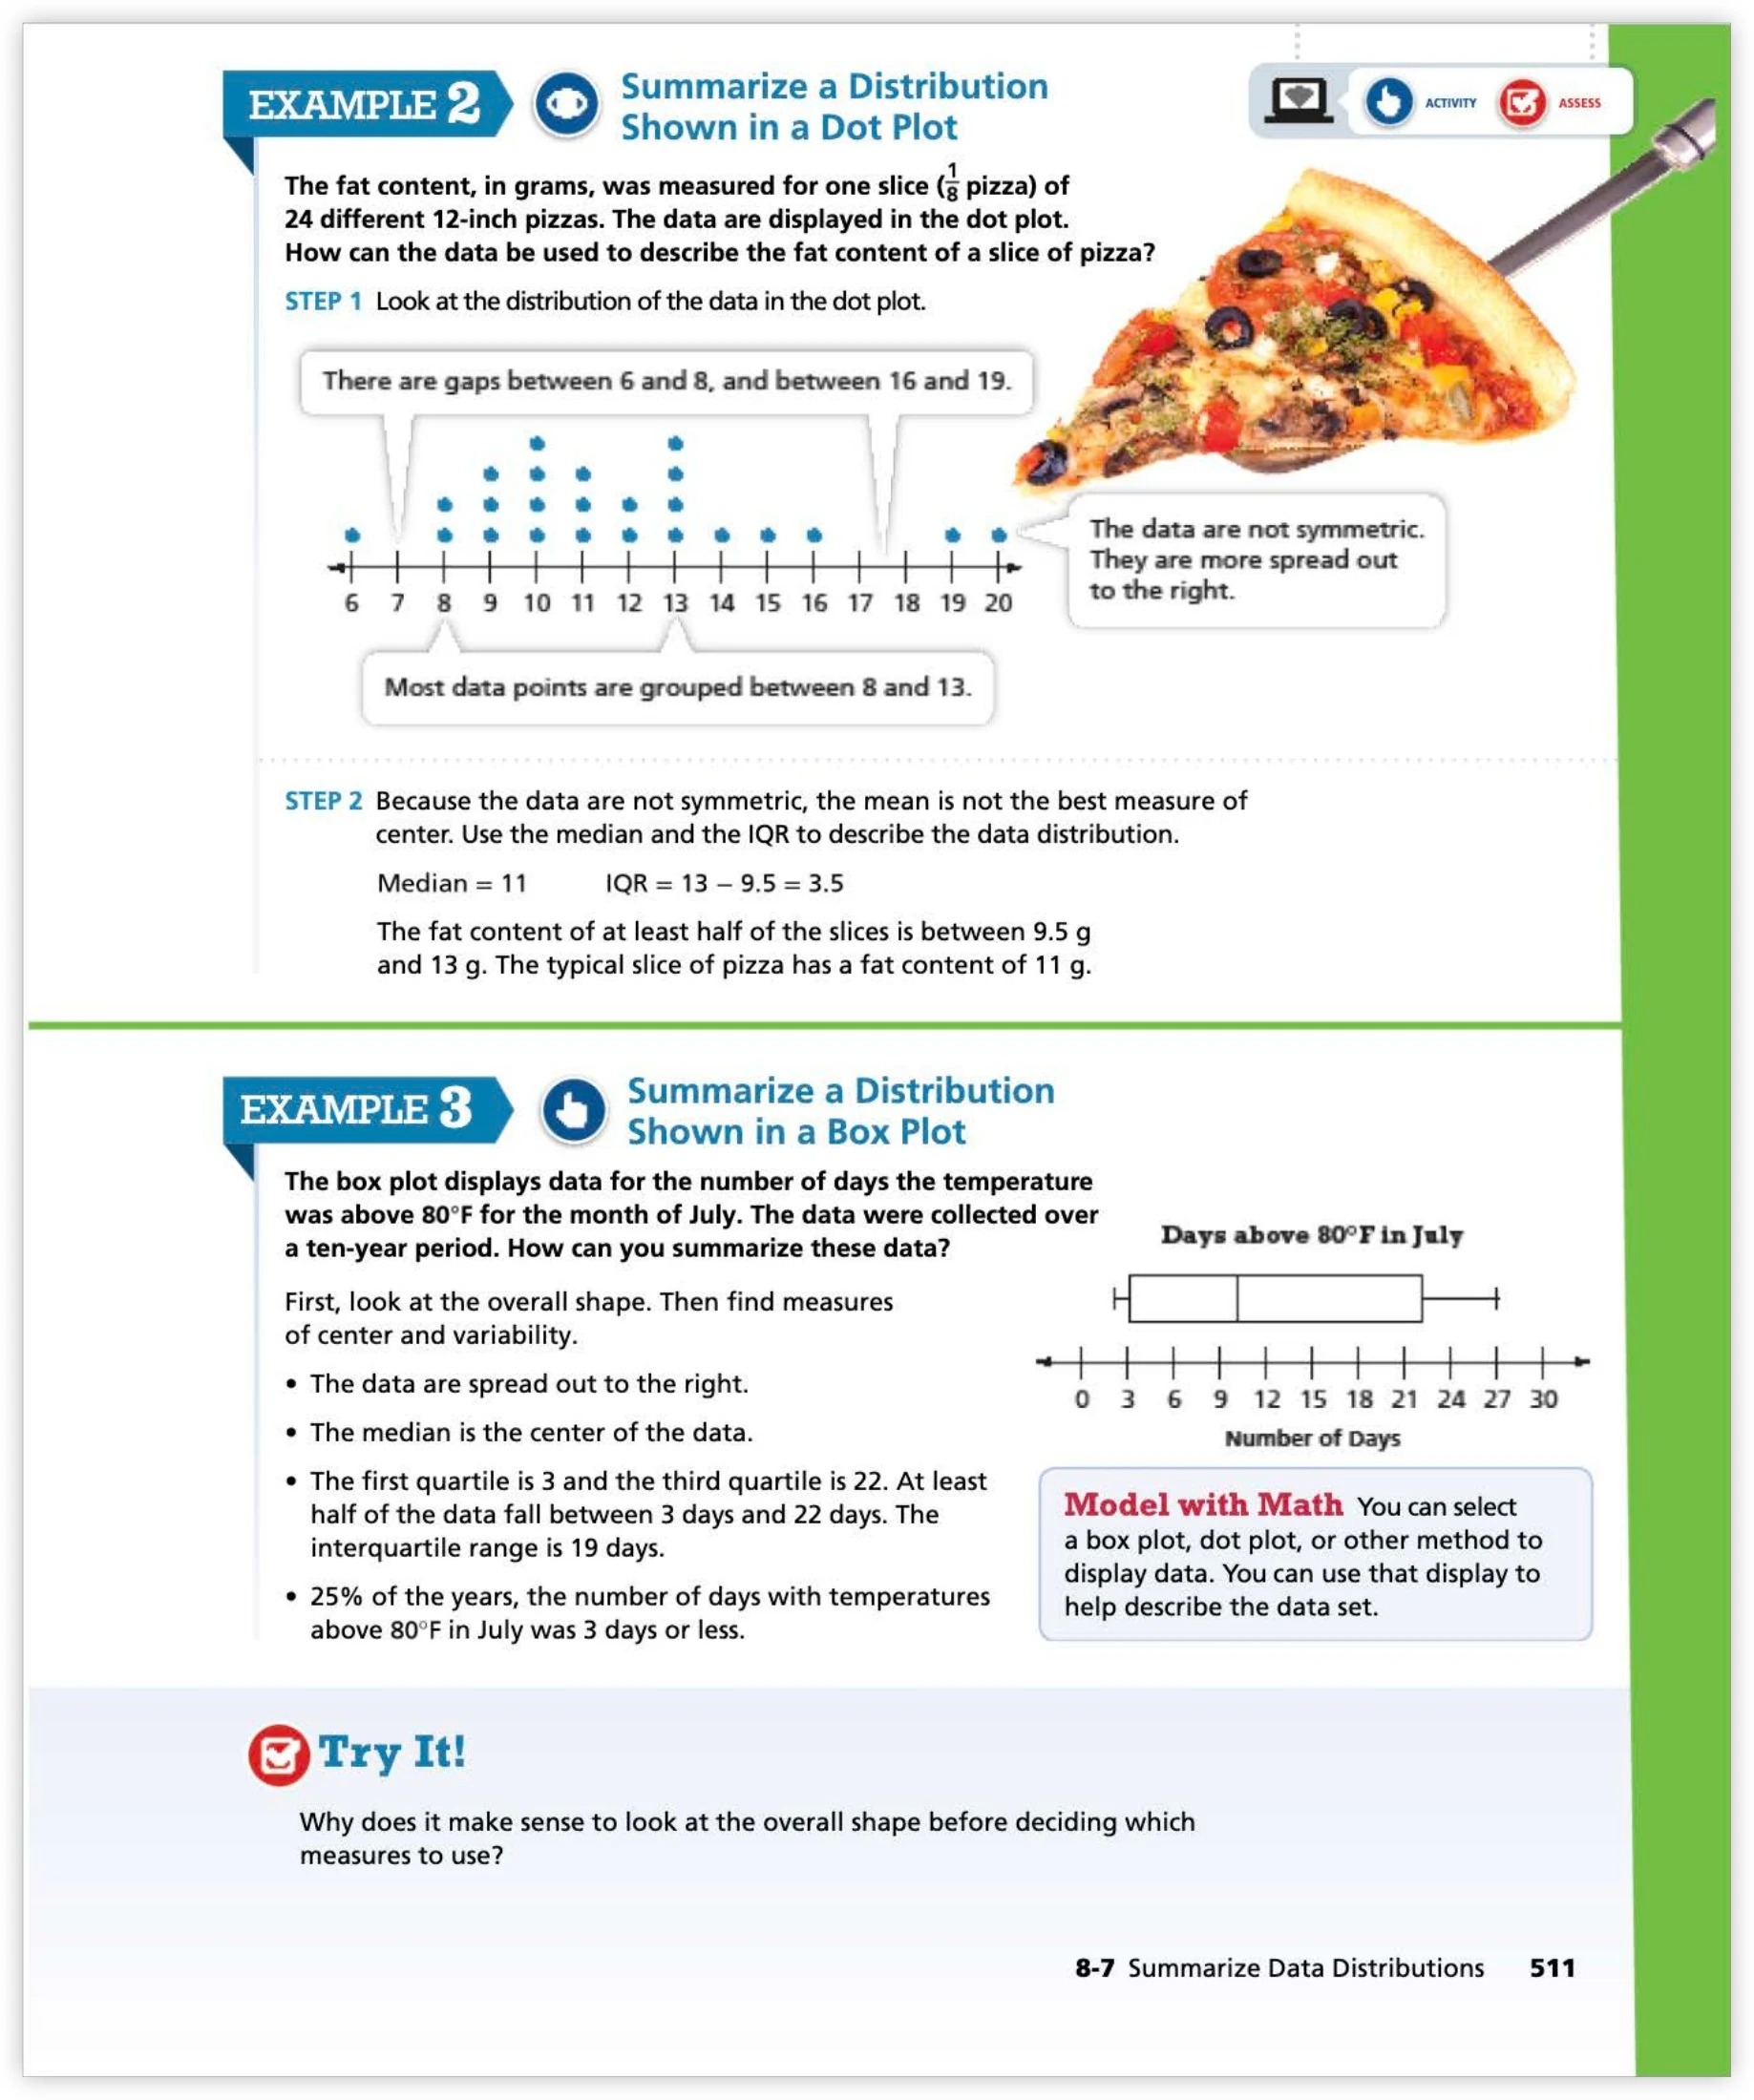 EXAMPLE 2
Summarize a Distribution
Shown in a Dot Plot
ACTIVITY
ASSESS
The fat content, in grams, was measured for one slice (1/8 pizza) of
24 different 12-inch pizzas. The data are displayed in the dot plot.
How can the data be used to describe the fat content of a slice of pizza?
STEP 1 Look at the distribution of the data in the dot plot.
There are gaps between 6 and 8, and between 16 and 19.
The data are not symmetric.
They are more spread out
to the right.
6 7 8 9 10 11 12 13 14 15 16 17 18 19 20
Most data points are grouped between 8 and 13.
STEP 2 Because the data are not symmetric, the mean is not the best measure of
center. Use the median and the IQR to describe the data distribution.
Median = 11 IQR = 13 – 9.5 = 3.5
The fat content of at least half of the slices is between 9.5 g
and 13 g. The typical slice of pizza has a fat content of 11 g.
EXAMPLE 3
Summarize a Distribution
Shown in a Box Plot
The box plot displays data for the number of days the temperature
was above 80°F for the month of July. The data were collected over
a ten-year period. How can you summarize these data?
First, look at the overall shape. Then find measures
of center and variability.
• The data are spread out to the right.
• The median is the center of the data.
• The first quartile is 3 and the third quartile is 22. At least
half of the data fall between 3 days and 22 days. The
interquartile range is 19 days.
• 25% of the years, the number of days with temperatures
above 80°F in July was 3 days or less.
Days above 80°F in July
0 3 6 9 12 15 18 21 24 27 30
Number of Days
Model with Math You can select
a box plot, dot plot, or other method to
display data. You can use that display to
help describe the data set.
Try It!
Why does it make sense to look at the overall shape before deciding which
measures to use?
8-7 Summarize Data Distributions 511